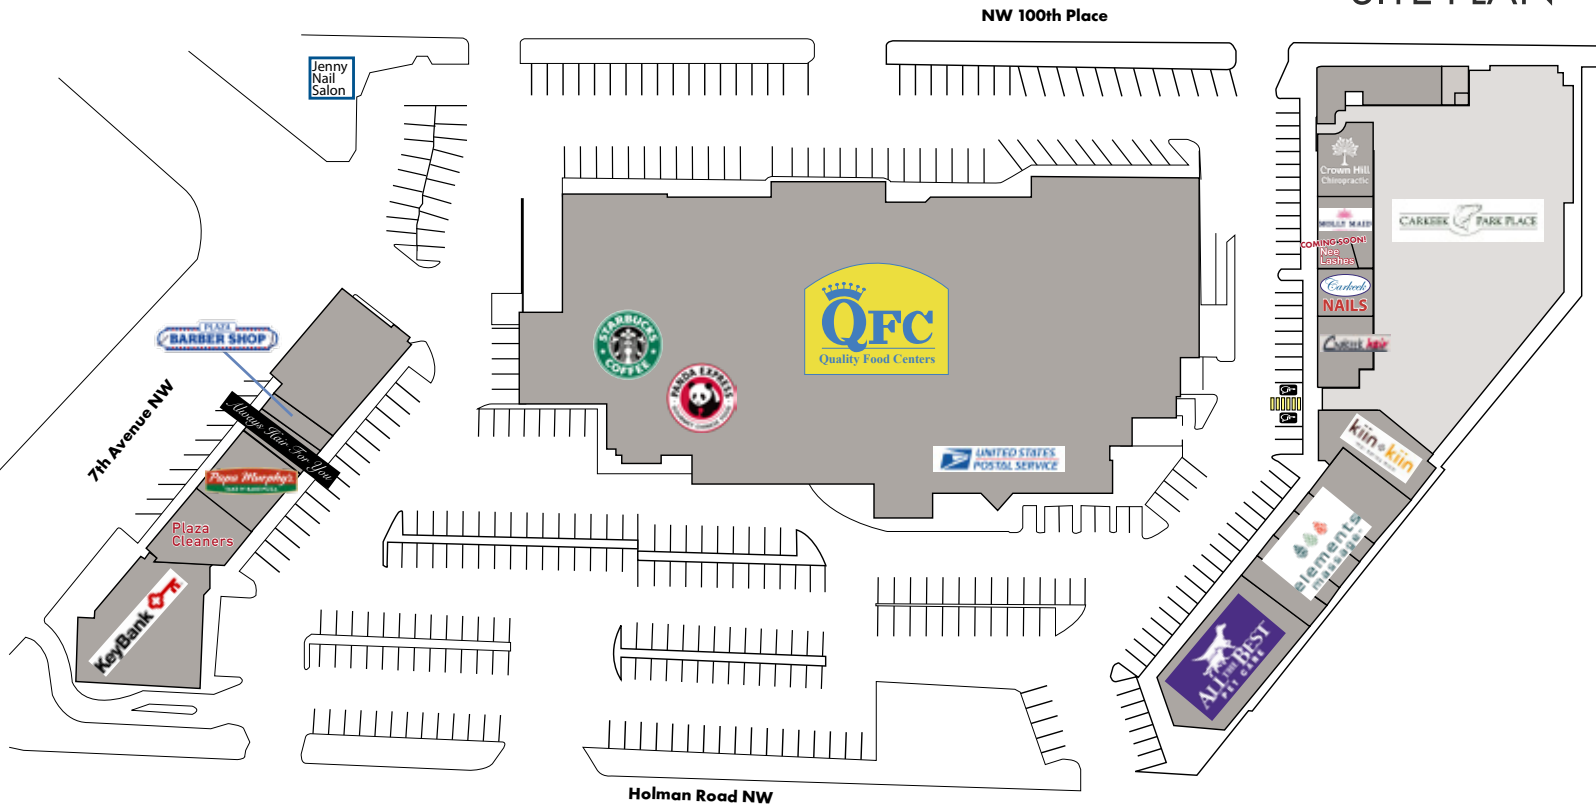 SITE PLAN
NW 100th Place
Jenny
Nail
Salon
Crown Hill
Chiropractic
MOLLY MAID
COMING SOON!
Nee
Lashes
Carkeek
NAILS
Carkeek hair
CARKEEK PARK PLACE
STARBUCKS
COFFEE
PANDA EXPRESS
QFC
Quality Food Centers
UNITED STATES
POSTAL SERVICE
PLAZA
BARBER SHOP
7th Avenue NW
Always Hair For You
Papa Murphy's
Plaza
Cleaners
KeyBank
kiin kiin
elements
massage
ALL THE BEST
PET CARE
Holman Road NW